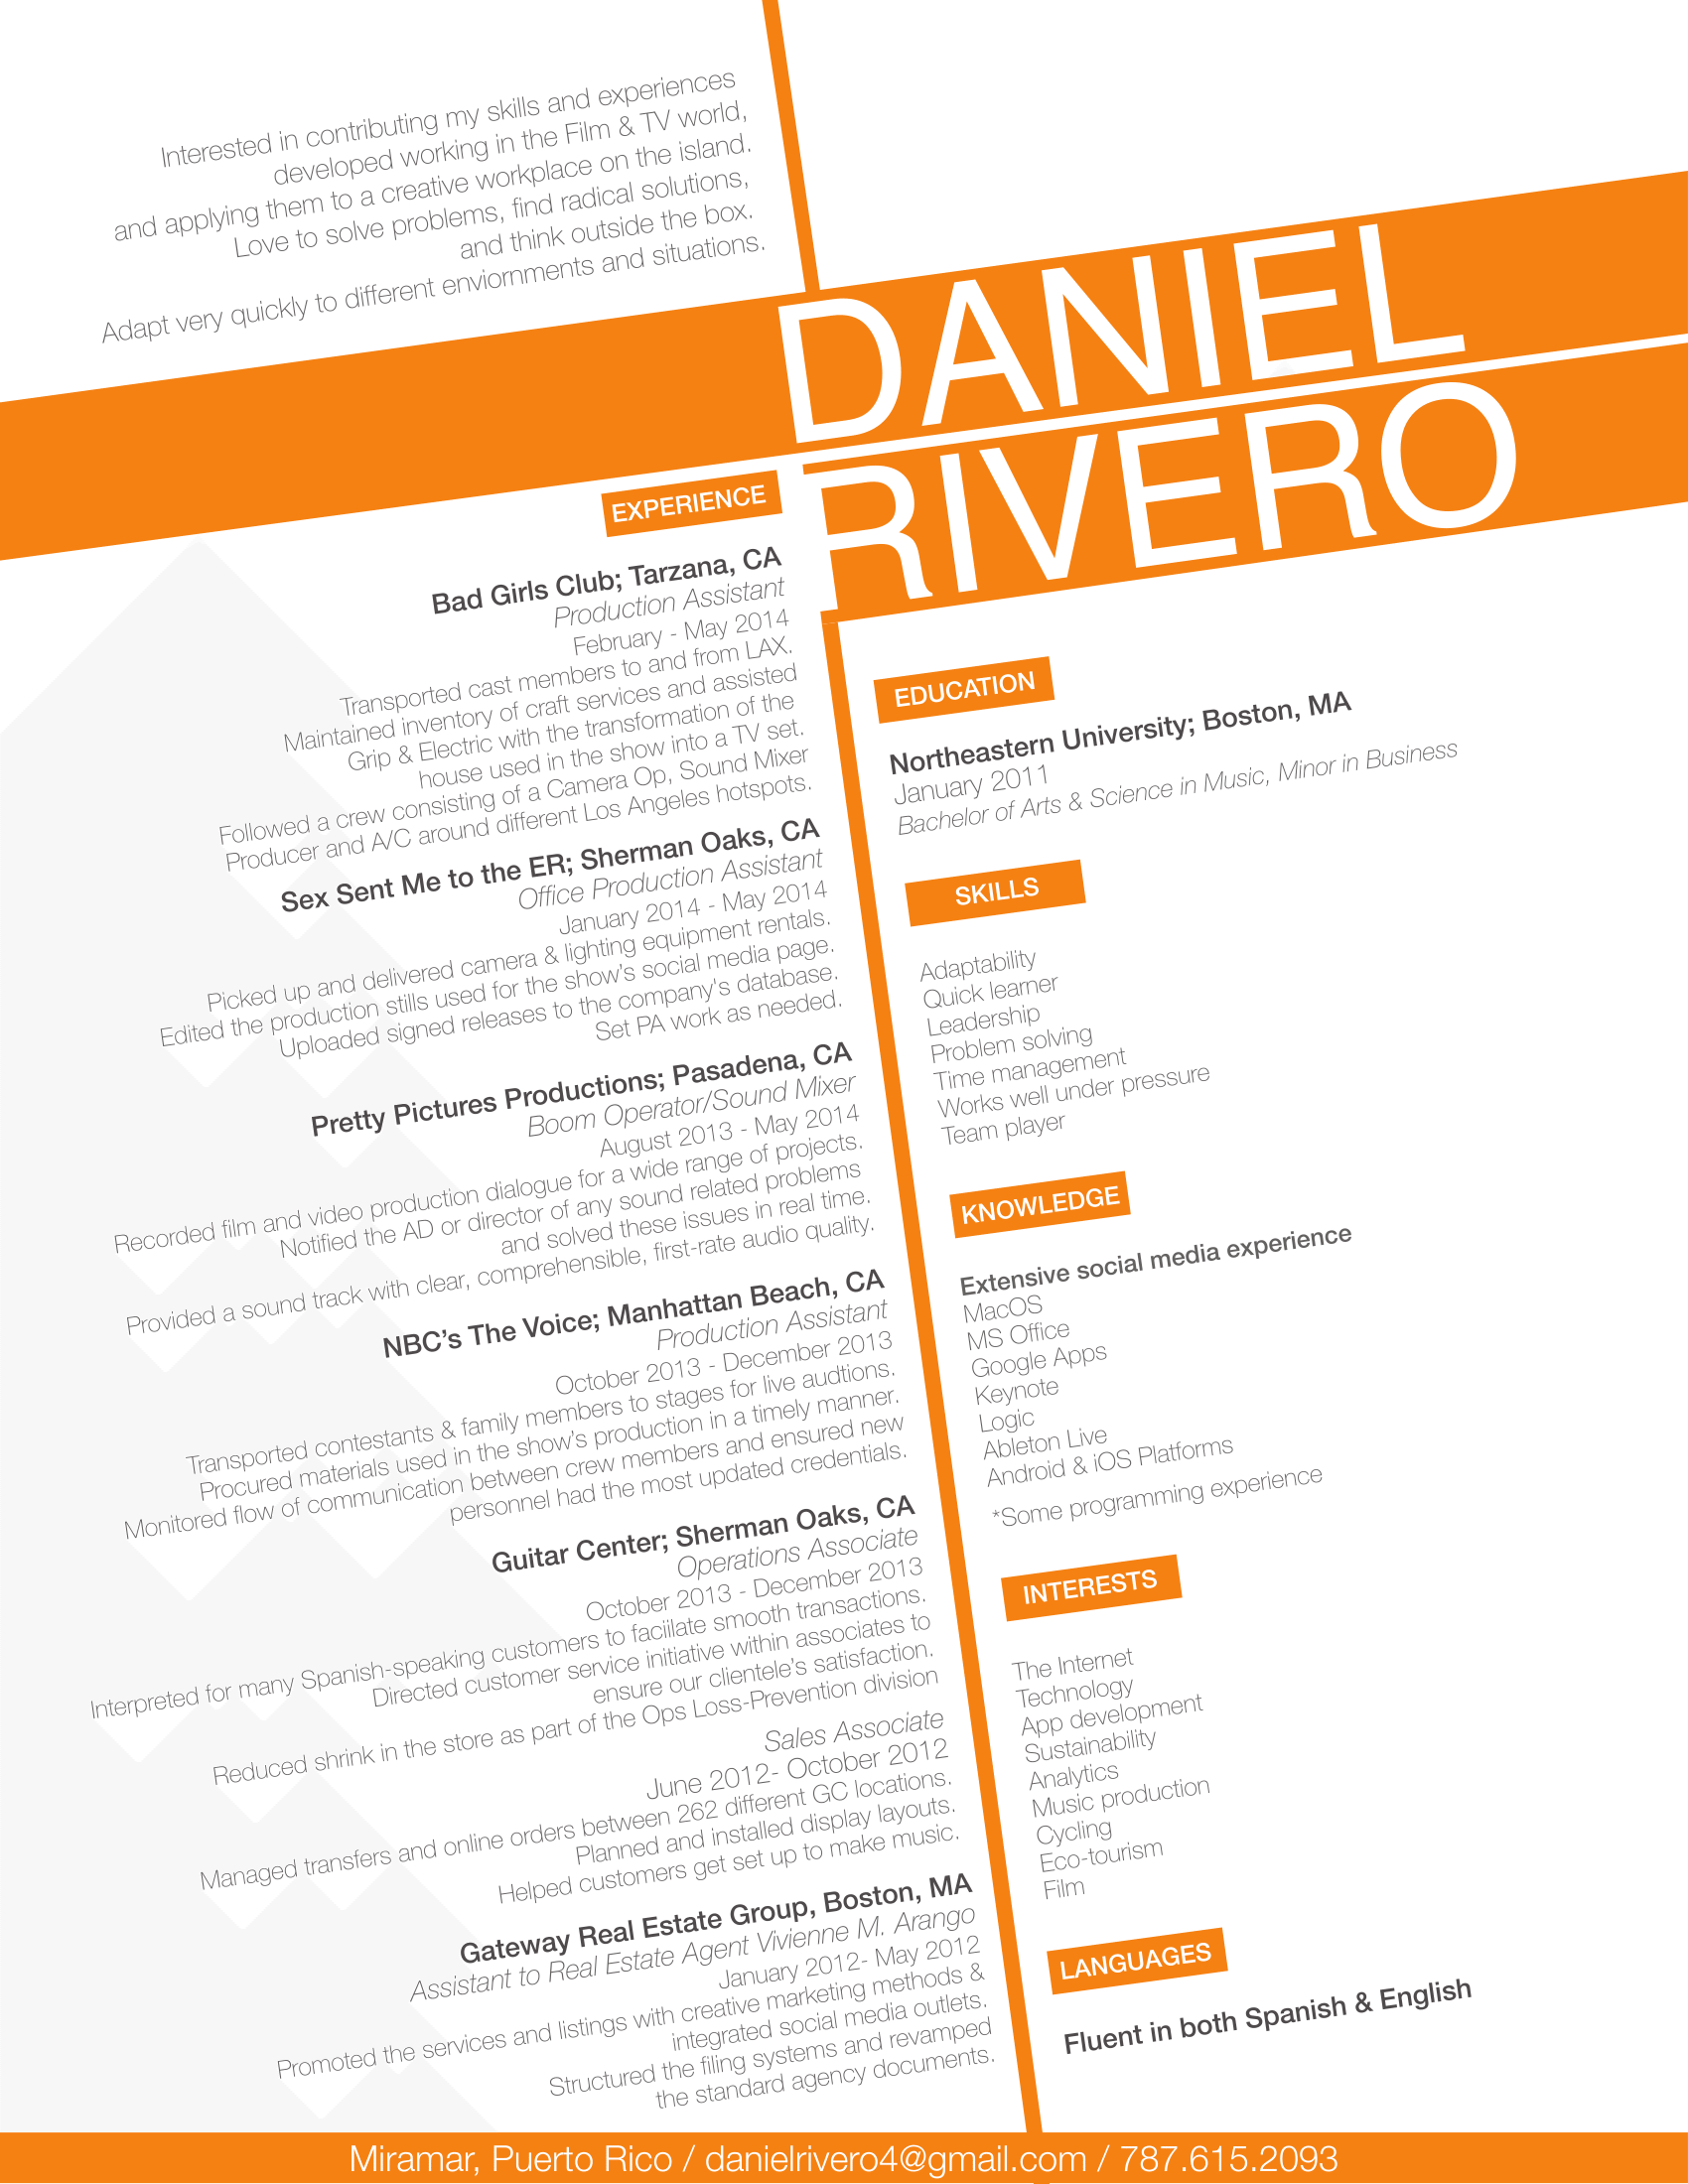 Interested in contributing my skills and experiences
developed working in the Film & TV world,
and applying them to a creative workplace on the island.
Love to solve problems, find radical solutions,
and think outside the box.
Adapt very quickly to different enviornments and situations.
DANIEL
RIVERO
EXPERIENCE
Bad Girls Club; Tarzana, CA
Production Assistant
February - May 2014
Transported cast members to and from LAX.
Maintained inventory of craft services and assisted
Grip & Electric with the transformation of the
house used in the show into a TV set.
Followed a crew consisting of a Camera Op, Sound Mixer
Producer and A/C around different Los Angeles hotspots.
Sex Sent Me to the ER; Sherman Oaks, CA
Office Production Assistant
January 2014 - May 2014
Picked up and delivered camera & lighting equipment rentals.
Edited the production stills used for the show's social media page.
Uploaded signed releases to the company's database.
Set PA work as needed.
Pretty Pictures Productions; Pasadena, CA
Boom Operator/Sound Mixer
August 2013 - May 2014
Recorded film and video production dialogue for a wide range of projects.
Notified the AD or director of any sound related problems
and solved these issues in real time.
Provided a sound track with clear, comprehensible, first-rate audio quality.
NBC's The Voice; Manhattan Beach, CA
Production Assistant
October 2013 - December 2013
Transported contestants & family members to stages for live audtions.
Procured materials used in the show's production in a timely manner.
Monitored flow of communication between crew members and ensured new
personnel had the most updated credentials.
Guitar Center; Sherman Oaks, CA
Operations Associate
October 2013 - December 2013
Interpreted for many Spanish-speaking customers to faciilate smooth transactions.
Directed customer service initiative within associates to
ensure our clientele's satisfaction.
Reduced shrink in the store as part of the Ops Loss-Prevention division
Sales Associate
June 2012- October 2012
Managed transfers and online orders between 262 different GC locations.
Planned and installed display layouts.
Helped customers get set up to make music.
Gateway Real Estate Group, Boston, MA
Assistant to Real Estate Agent Vivienne M. Arango
January 2012- May 2012
Promoted the services and listings with creative marketing methods &
integrated social media outlets.
Structured the filing systems and revamped
the standard agency documents.
EDUCATION
Northeastern University; Boston, MA
January 2011
Bachelor of Arts & Science in Music, Minor in Business
SKILLS
Adaptability
Quick learner
Leadership
Problem solving
Time management
Works well under pressure
Team player
KNOWLEDGE
Extensive social media experience
MacOS
MS Office
Google Apps
Keynote
Logic
Ableton Live
Android & iOS Platforms
*Some programming experience
INTERESTS
The Internet
Technology
App development
Sustainability
Analytics
Music production
Cycling
Eco-tourism
Film
LANGUAGES
Fluent in both Spanish & English
Miramar, Puerto Rico / danielrivero4@gmail.com / 787.615.2093